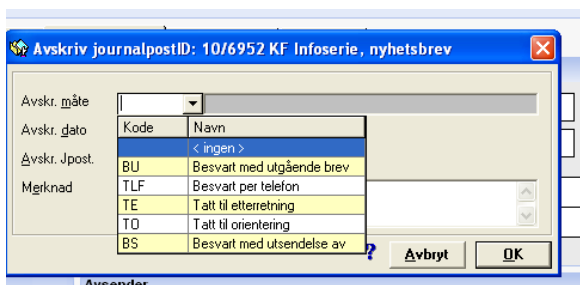 Avskriv journalpostID: 10/6952 KF Infoserie, nyhetsbrev
Avskr. måte
Avskr. dato
Avskr. Jpost.
Merknad
Kode Navn
< ingen >
BU Besvart med utgående brev
TLF Besvart per telefon
TE Tatt til etterretning
TO Tatt til orientering
BS Besvart med utsendelse av
? Avbryt OK
Avsender